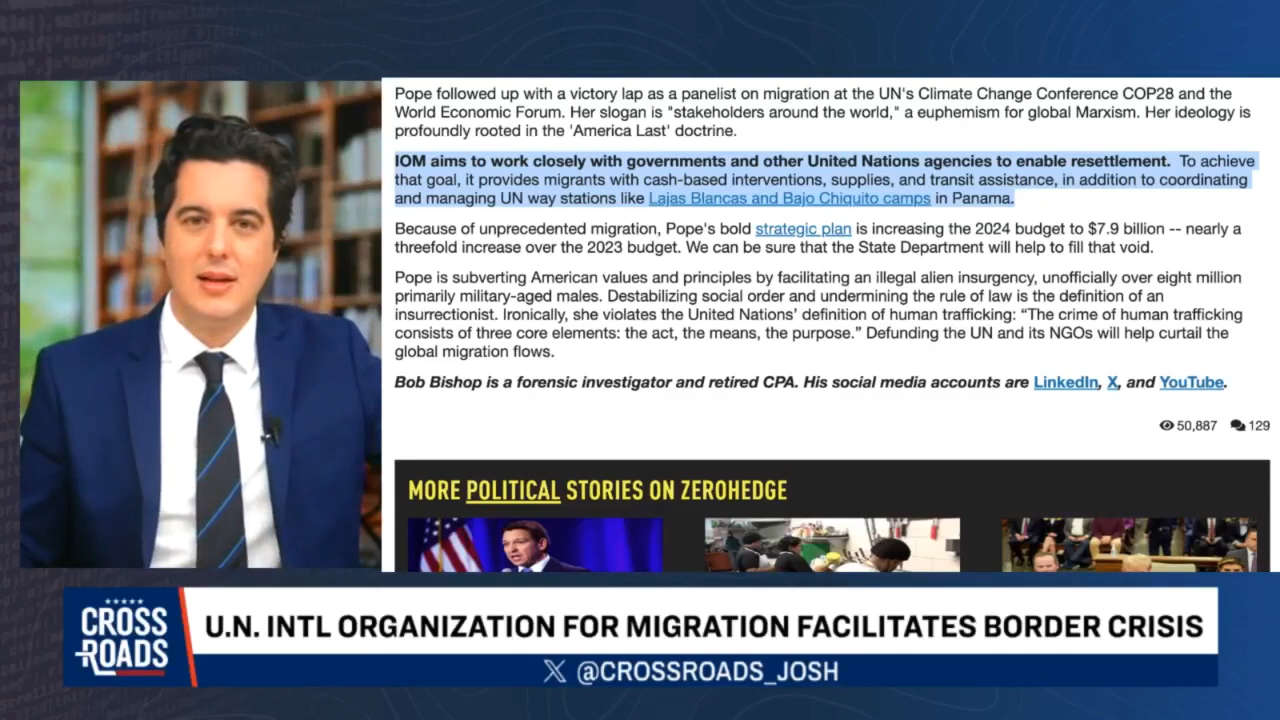 Pope followed up with a victory lap as a panelist on migration at the UN's Climate Change Conference COP28 and the
World Economic Forum. Her slogan is "stakeholders around the world," a euphemism for global Marxism. Her ideology is
profoundly rooted in the 'America Last' doctrine.
IOM aims to work closely with governments and other United Nations agencies to enable resettlement. To achieve
that goal, it provides migrants with cash-based interventions, supplies, and transit assistance, in addition to coordinating
and managing UN way stations like Lajas Blancas and Bajo Chiquito camps in Panama.
Because of unprecedented migration, Pope's bold strategic plan is increasing the 2024 budget to $7.9 billion -- nearly a
threefold increase over the 2023 budget. We can be sure that the State Department will help to fill that void.
Pope is subverting American values and principles by facilitating an illegal alien insurgency, unofficially over eight million
primarily military-aged males. Destabilizing social order and undermining the rule of law is the definition of an
insurrectionist. Ironically, she violates the United Nations’ definition of human trafficking: “The crime of human trafficking
consists of three core elements: the act, the means, the purpose.” Defunding the UN and its NGOs will help curtail the
global migration flows.
Bob Bishop is a forensic investigator and retired CPA. His social media accounts are LinkedIn, X, and YouTube.
50,887 129
MORE POLITICAL STORIES ON ZEROHEDGE
CROSS
ROADS
U.N. INTL ORGANIZATION FOR MIGRATION FACILITATES BORDER CRISIS
X @CROSSROADS_JOSH